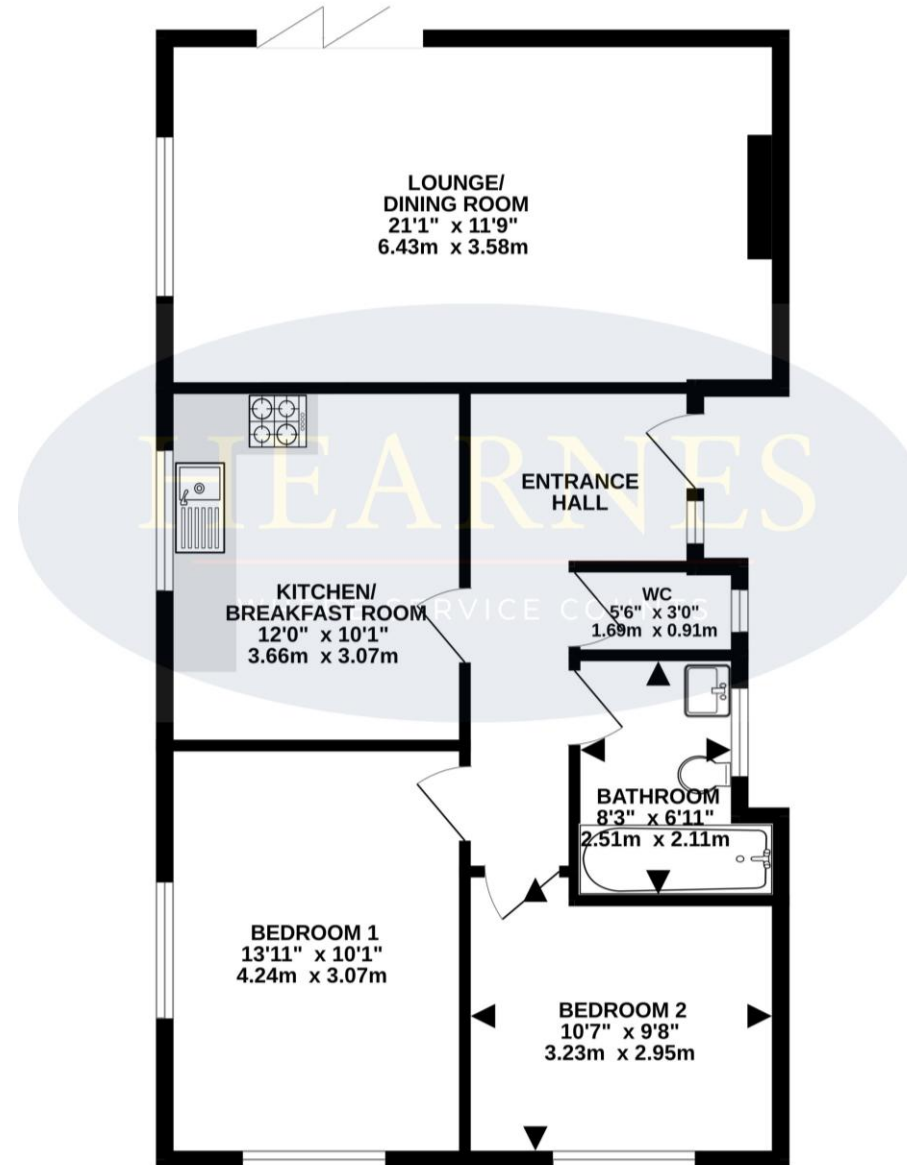 LOUNGE/
DINING ROOM
21'1" x 11'9"
6.43m x 3.58m
HEARNES
ENTRANCE
HALL
WHERE SERVICE COUNTS
KITCHEN/
BREAKFAST ROOM
12'0" x 10'1"
3.66m x 3.07m
WC
5'6" x 3'0"
1.69m x 0.91m
BATHROOM
8'3" x 6'11"
2.51m x 2.11m
BEDROOM 1
13'11" x 10'1"
4.24m x 3.07m
BEDROOM 2
10'7" x 9'8"
3.23m x 2.95m